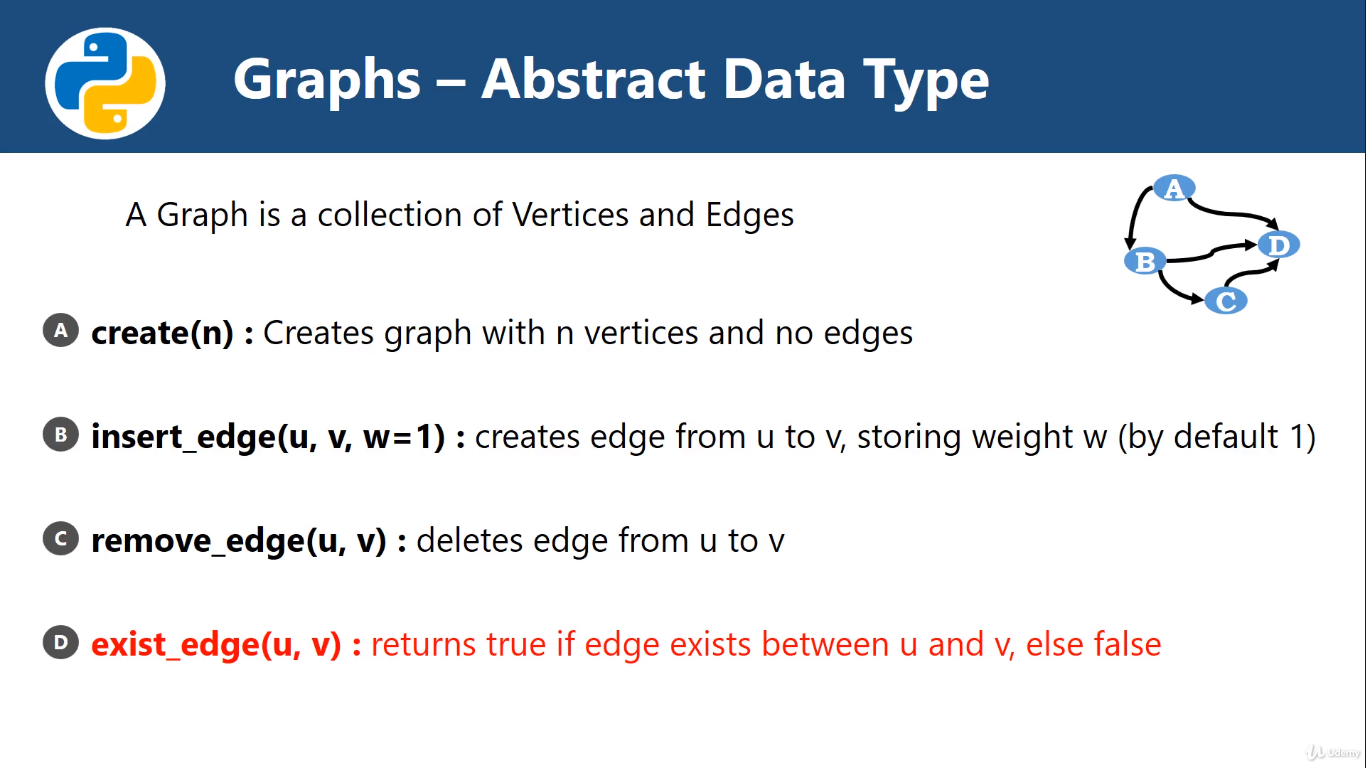 Graphs – Abstract Data Type
A Graph is a collection of Vertices and Edges
A
D
B
C
A create(n) : Creates graph with n vertices and no edges
B insert_edge(u, v, w=1) : creates edge from u to v, storing weight w (by default 1)
C remove_edge(u, v) : deletes edge from u to v
D exist_edge(u, v) : returns true if edge exists between u and v, else false
Udemy